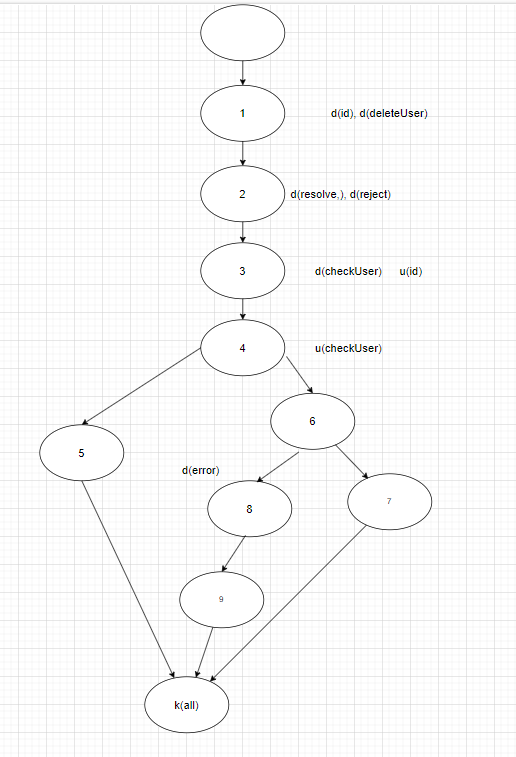 1
d(id), d(deleteUser)
2
d(resolve,), d(reject)
3
d(checkUser) u(id)
4
u(checkUser)
6
5
d(error)
7
8
9
k(all)